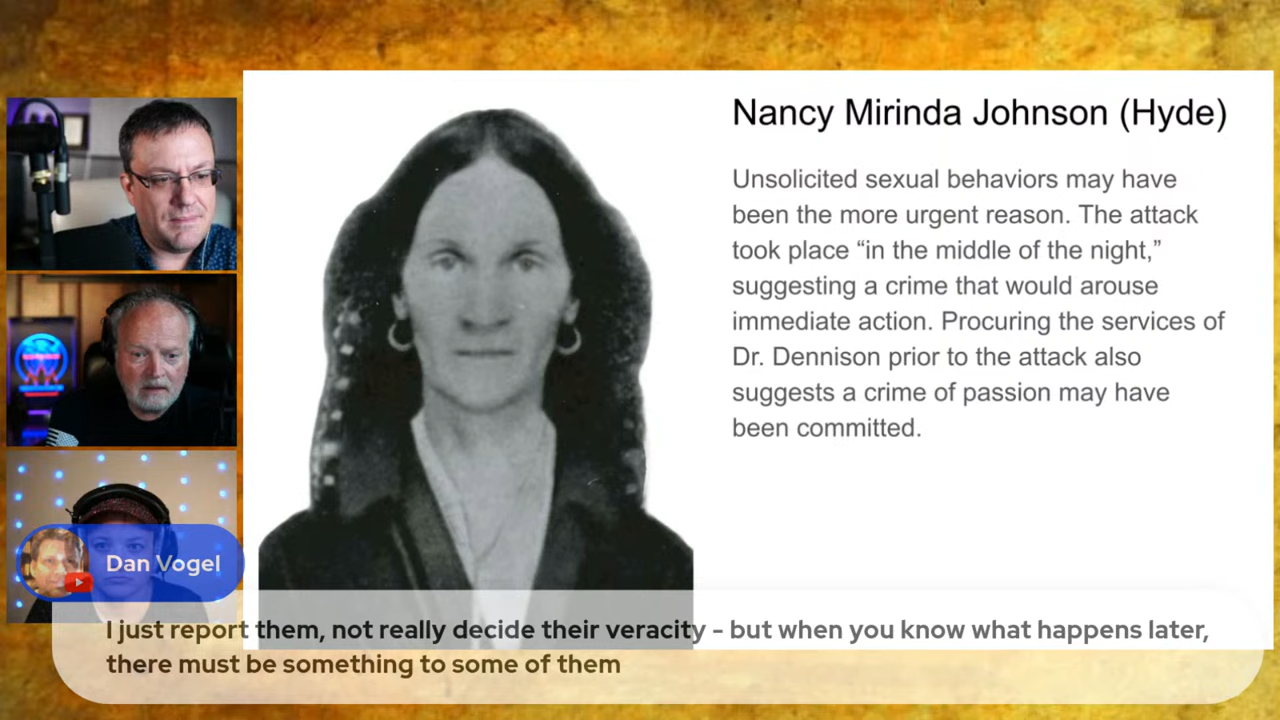 Nancy Mirinda Johnson (Hyde)
Unsolicited sexual behaviors may have
been the more urgent reason. The attack
took place “in the middle of the night,”
suggesting a crime that would arouse
immediate action. Procuring the services of
Dr. Dennison prior to the attack also
suggests a crime of passion may have
been committed.
Dan Vogel
I just report them, not really decide their veracity - but when you know what happens later,
there must be something to some of them